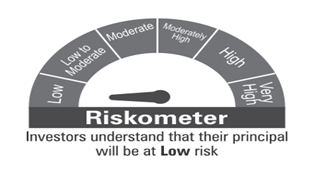 Low
Low to
Moderate
Moderate
Moderately
High
High
Very
High
Riskometer
Investors understand that their principal
will be at Low risk